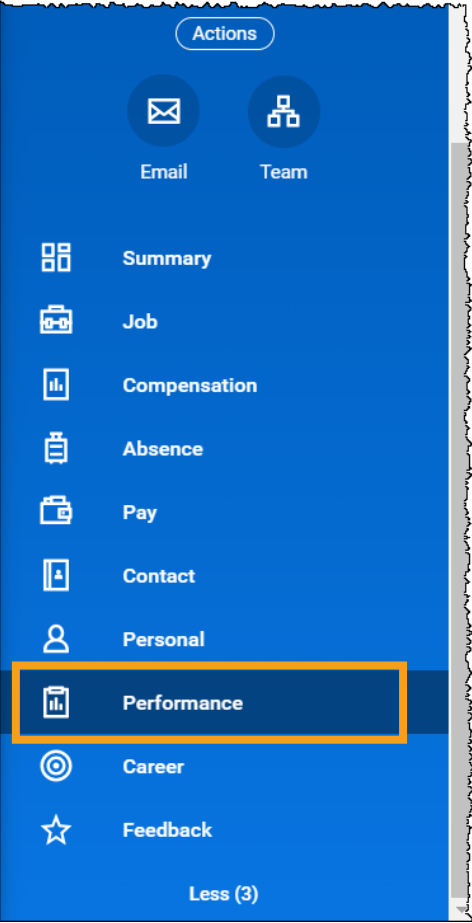 Actions
Email
Team
Summary
Job
Compensation
Absence
Pay
Contact
Personal
Performance
Career
Feedback
Less (3)